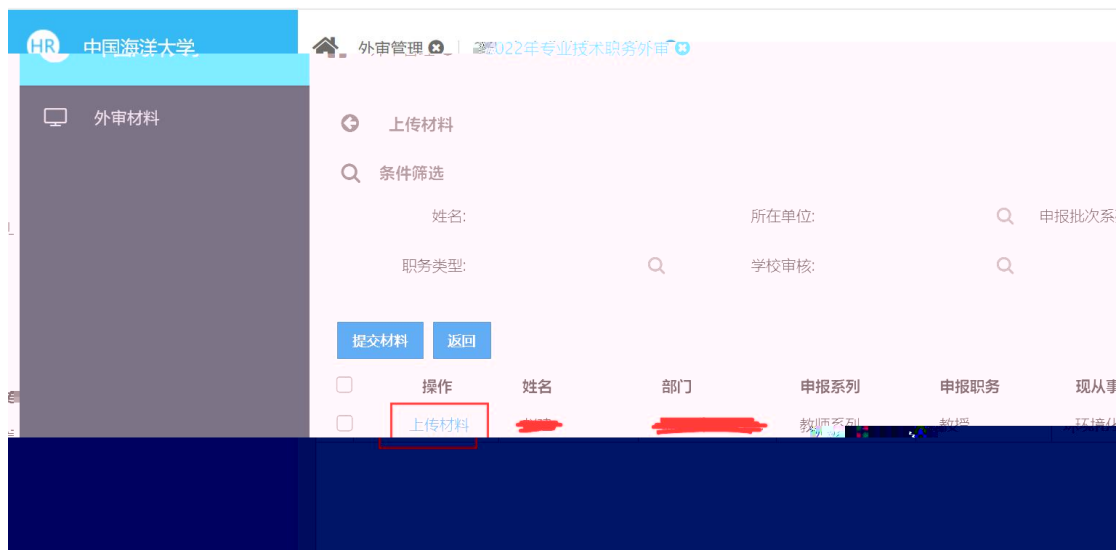 HR 中国海洋大学 外审管理 2022年专业技术职务外审
外审材料
上传材料
条件筛选
姓名: 所在单位: 申报批次系
职务类型: 学校审核:
提交材料 返回
操作 姓名 部门 申报系列 申报职务 现从事
上传材料 教师系列 教授 环境化